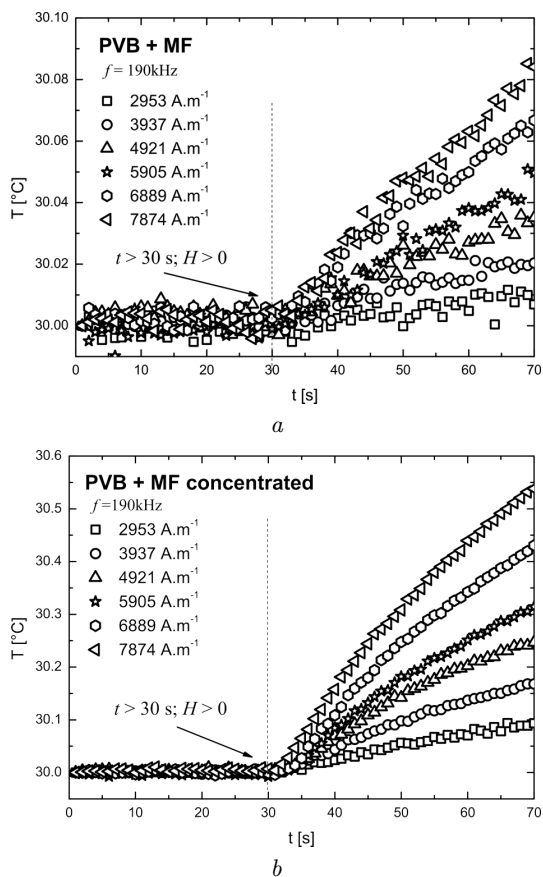 30.10
30.08
30.06
30.04
30.02
30.00
T [°C]
PVB + MF
f = 190kHz
2953 A.m⁻¹
3937 A.m⁻¹
4921 A.m⁻¹
5905 A.m⁻¹
6889 A.m⁻¹
7874 A.m⁻¹
t > 30 s; H > 0
0 10 20 30 40 50 60 70
t [s]
a
30.6
30.5
30.4
30.3
30.2
30.1
30.0
T [°C]
PVB + MF concentrated
f =190kHz
2953 A.m⁻¹
3937 A.m⁻¹
4921 A.m⁻¹
5905 A.m⁻¹
6889 A.m⁻¹
7874 A.m⁻¹
t > 30 s; H > 0
0 10 20 30 40 50 60 70
t [s]
b